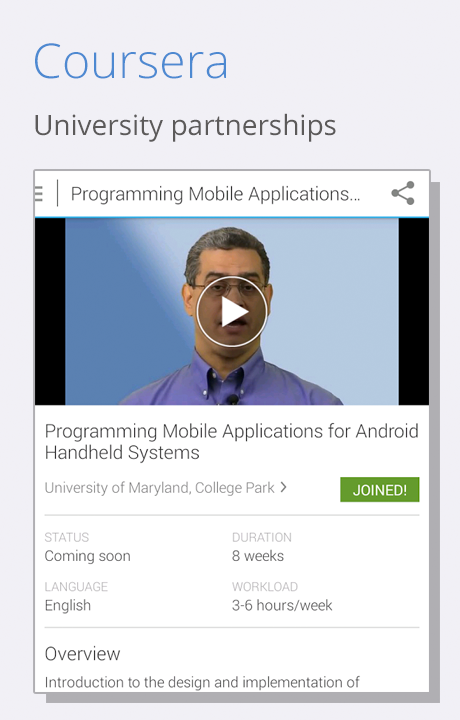 Coursera
University partnerships
Programming Mobile Applications...
Programming Mobile Applications for Android
Handheld Systems
University of Maryland, College Park
JOINED!
STATUS
DURATION
Coming soon
8 weeks
LANGUAGE
WORKLOAD
English
3-6 hours/week
Overview
Introduction to the design and implementation of